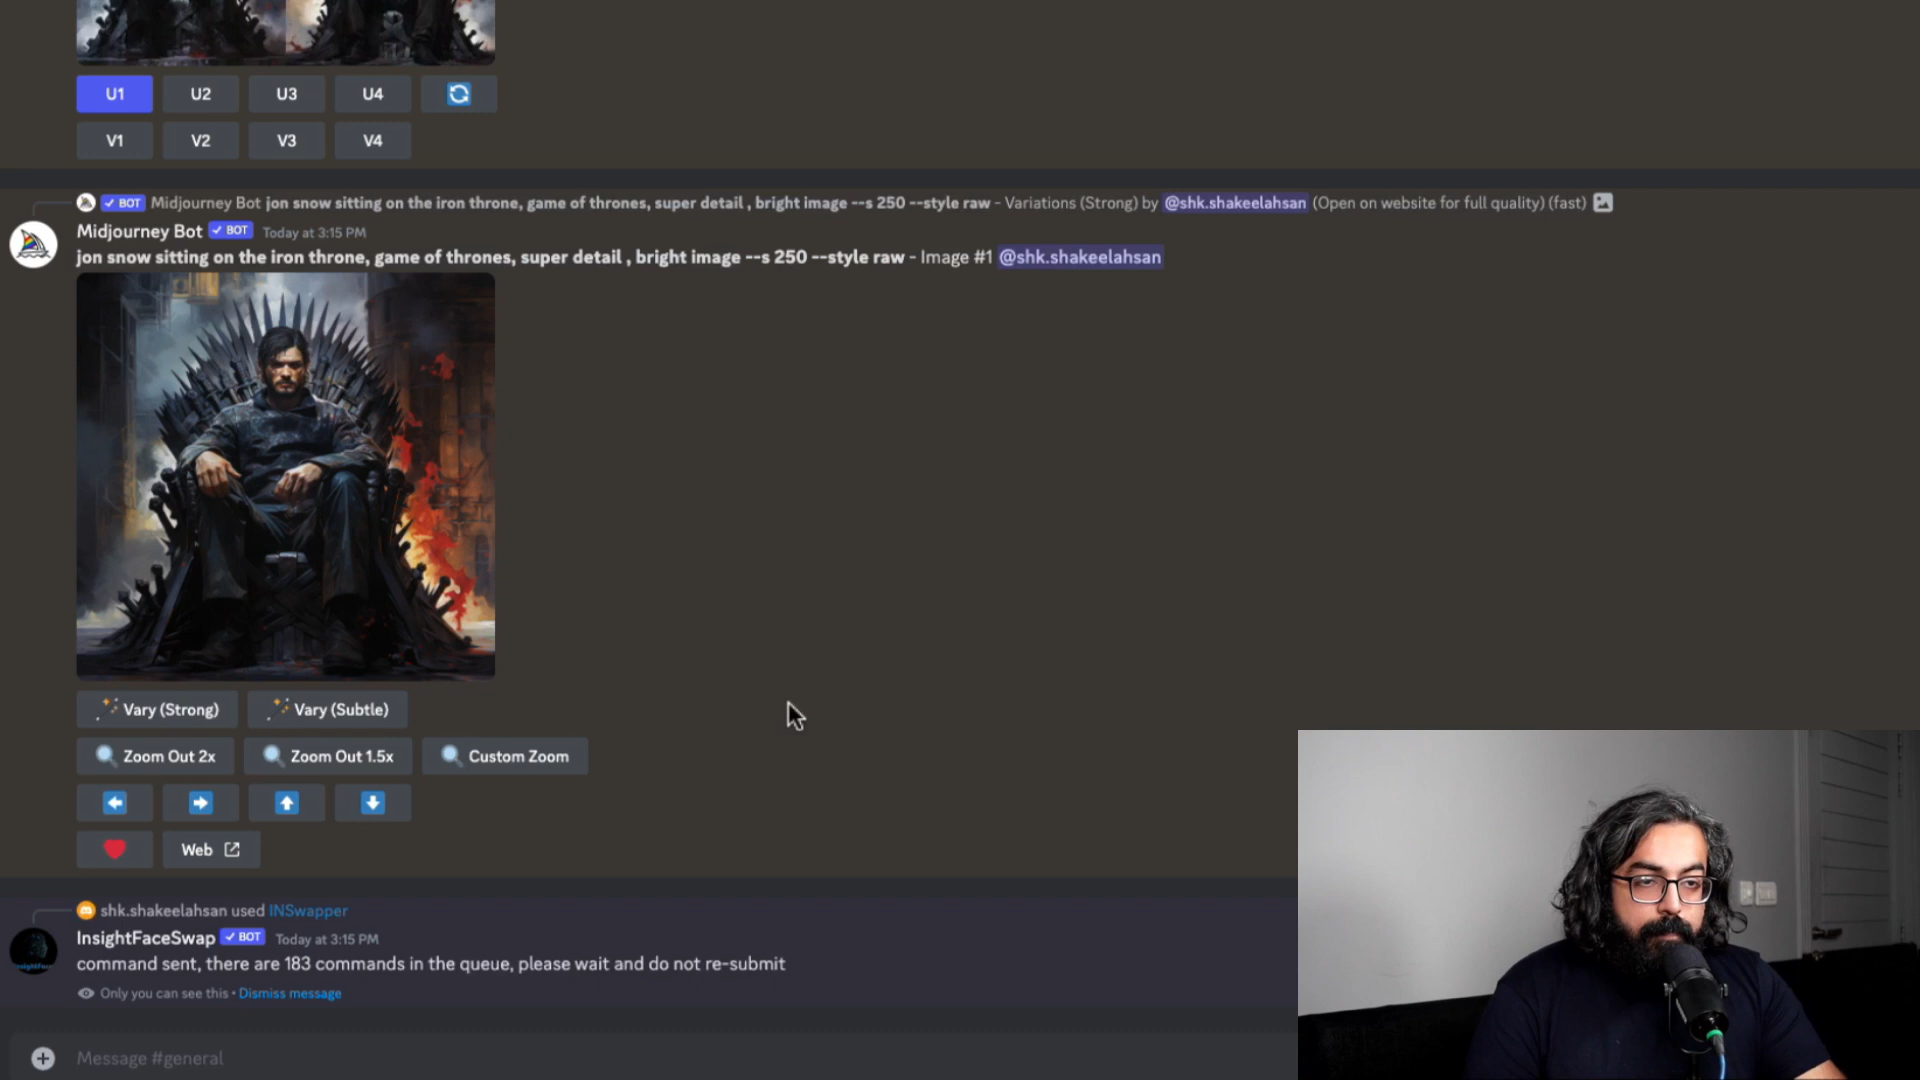 U1 U2 U3 U4
V1 V2 V3 V4
BOT Midjourney Bot jon snow sitting on the iron throne, game of thrones, super detail , bright image --s 250 --style raw - Variations (Strong) by @shk.shakeelahsan (Open on website for full quality) (fast)
Midjourney Bot BOT Today at 3:15 PM
jon snow sitting on the iron throne, game of thrones, super detail , bright image --s 250 --style raw - Image #1 @shk.shakeelahsan
Vary (Strong) Vary (Subtle)
Zoom Out 2x Zoom Out 1.5x Custom Zoom
Web
shk.shakeelahsan used INSwapper
InsightFaceSwap BOT Today at 3:15 PM
command sent, there are 183 commands in the queue, please wait and do not re-submit
Only you can see this • Dismiss message
Message #general